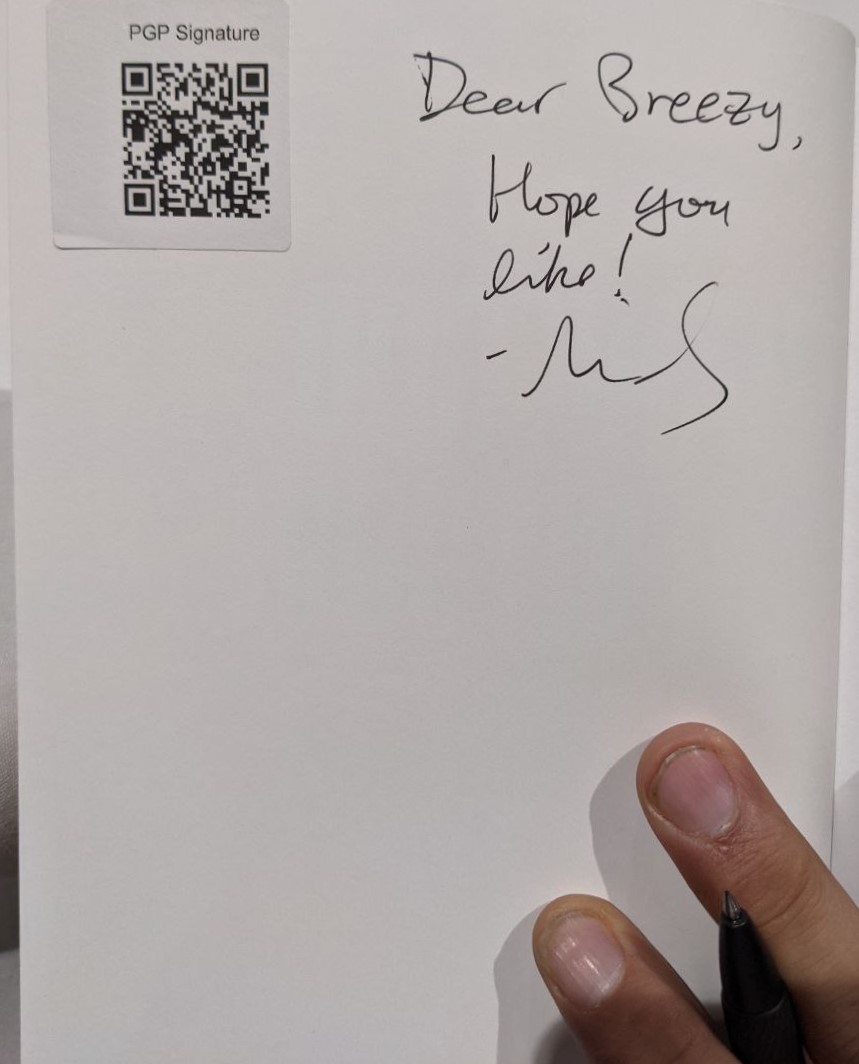 PGP Signature
Dear Breezy,
Hope you
like!